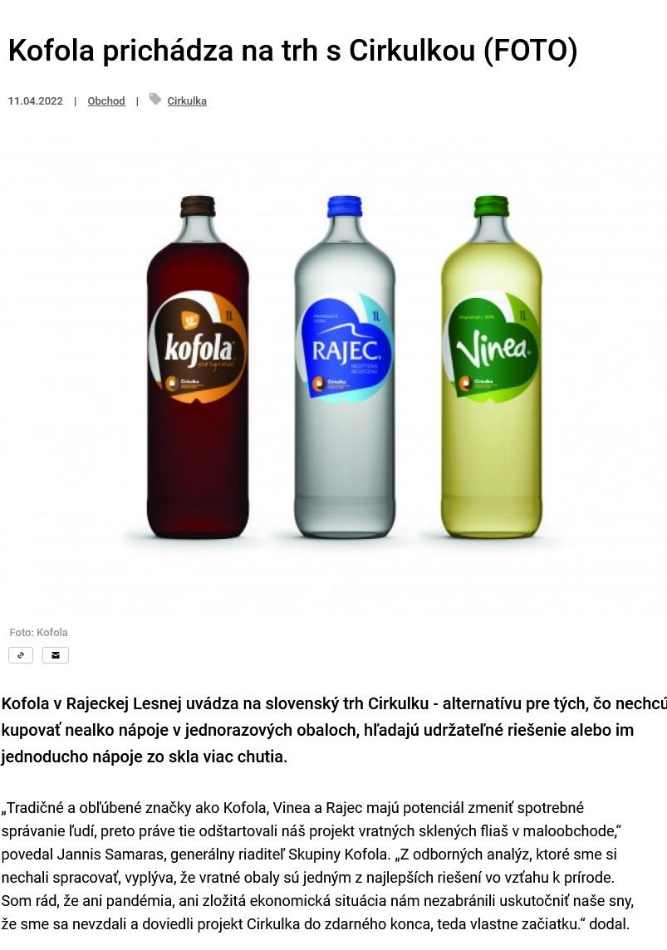 Kofola prichádza na trh s Cirkulkou (FOTO)
11.04.2022 | Obchod | Cirkulka
1L
kofola
original
Cirkulka
1L
RAJEC
NESÝTENÁ
Cirkulka
1L
Vinea
Cirkulka
Foto: Kofola
Kofola v Rajeckej Lesnej uvádza na slovenský trh Cirkulku - alternatívu pre tých, čo nechcú
kupovať nealko nápoje v jednorazových obaloch, hľadajú udržateľné riešenie alebo im
jednoducho nápoje zo skla viac chutia.
„Tradičné a obľúbené značky ako Kofola, Vinea a Rajec majú potenciál zmeniť spotrebné
správanie ľudí, preto práve tie odštartovali náš projekt vratných sklených fliaš v maloobchode,“
povedal Jannis Samaras, generálny riaditeľ Skupiny Kofola. „Z odborných analýz, ktoré sme si
nechali spracovať, vyplýva, že vratné obaly sú jedným z najlepších riešení vo vzťahu k prírode.
Som rád, že ani pandémia, ani zložitá ekonomická situácia nám nezabránili uskutočniť naše sny,
že sme sa nevzdali a doviedli projekt Cirkulka do zdarného konca, teda vlastne začiatku.“ dodal.